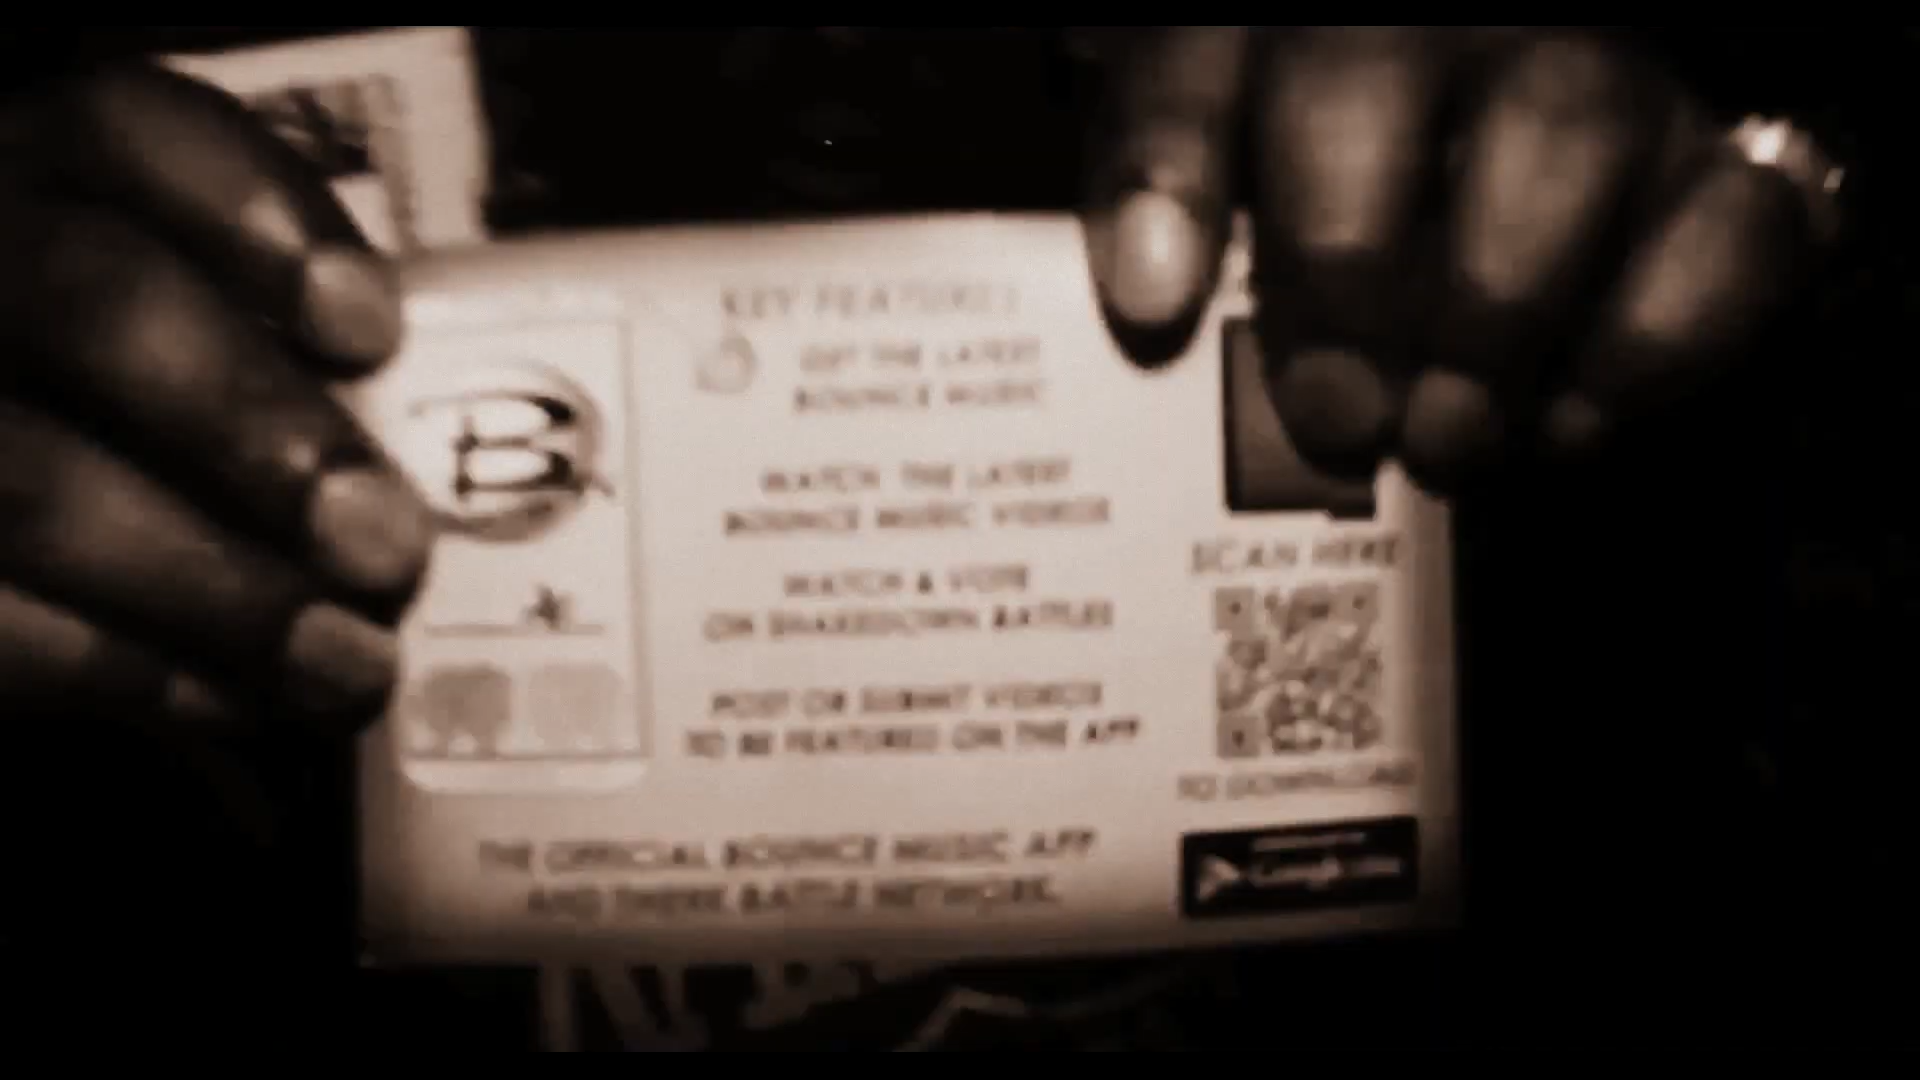 KEY FEATURES
GET THE LATEST
BOUNCE MUSIC
WATCH THE LATEST
BOUNCE MUSIC VIDEOS
WATCH & VOTE
ON SHAKEDOWN BATTLES
POST OR SUBMIT VIDEOS
TO BE FEATURED ON THE APP
THE OFFICIAL BOUNCE MUSIC APP
AND TWERK BATTLE NETWORK.
B
SCAN HERE
TO DOWNLOAD
Google